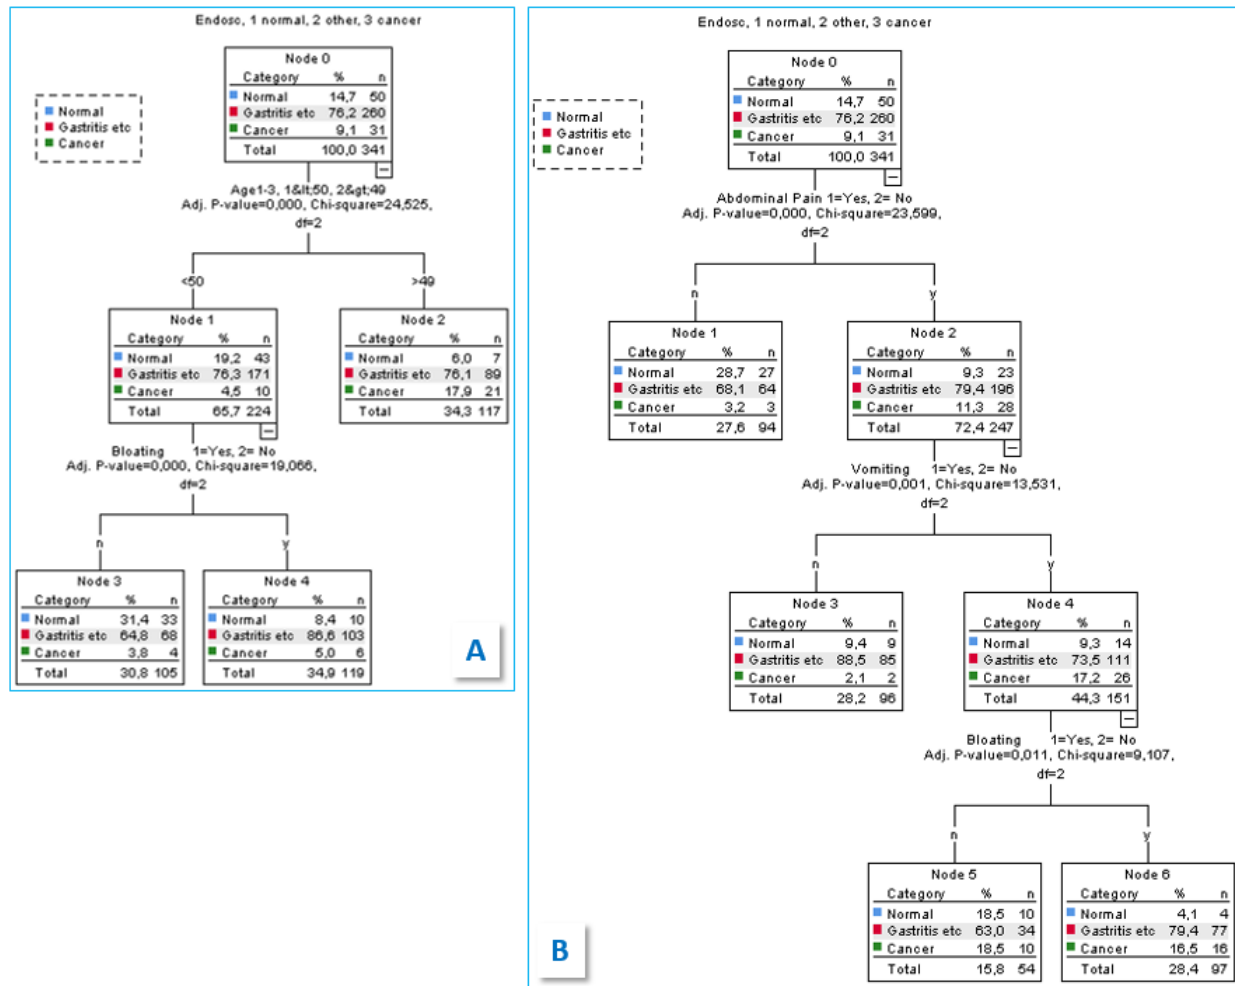 Endosc, 1 normal, 2 other, 3 cancer
Normal
Gastritis etc
Cancer
Node 0
Category % n
Normal 14,7 50
Gastritis etc 76,2 260
Cancer 9,1 31
Total 100,0 341
Age1-3, 1&lt;50, 2&gt;49
Adj. P-value=0,000, Chi-square=24,525,
df=2
<50
>49
Node 1
Category % n
Normal 19,2 43
Gastritis etc 76,3 171
Cancer 4,5 10
Total 65,7 224
Node 2
Category % n
Normal 6,0 7
Gastritis etc 76,1 89
Cancer 17,9 21
Total 34,3 117
Bloating 1=Yes, 2= No
Adj. P-value=0,000, Chi-square=19,066,
df=2
n
y
Node 3
Category % n
Normal 31,4 33
Gastritis etc 64,8 68
Cancer 3,8 4
Total 30,8 105
Node 4
Category % n
Normal 8,4 10
Gastritis etc 86,6 103
Cancer 5,0 6
Total 34,9 119
A
Endosc, 1 normal, 2 other, 3 cancer
Normal
Gastritis etc
Cancer
Node 0
Category % n
Normal 14,7 50
Gastritis etc 76,2 260
Cancer 9,1 31
Total 100,0 341
Abdominal Pain 1=Yes, 2= No
Adj. P-value=0,000, Chi-square=23,599,
df=2
n
y
Node 1
Category % n
Normal 28,7 27
Gastritis etc 68,1 64
Cancer 3,2 3
Total 27,6 94
Node 2
Category % n
Normal 9,3 23
Gastritis etc 79,4 196
Cancer 11,3 28
Total 72,4 247
Vomiting 1=Yes, 2= No
Adj. P-value=0,001, Chi-square=13,531,
df=2
n
y
Node 3
Category % n
Normal 9,4 9
Gastritis etc 88,5 85
Cancer 2,1 2
Total 28,2 96
Node 4
Category % n
Normal 9,3 14
Gastritis etc 73,5 111
Cancer 17,2 26
Total 44,3 151
Bloating 1=Yes, 2= No
Adj. P-value=0,011, Chi-square=9,107,
df=2
n
y
Node 5
Category % n
Normal 18,5 10
Gastritis etc 63,0 34
Cancer 18,5 10
Total 15,8 54
Node 6
Category % n
Normal 4,1 4
Gastritis etc 79,4 77
Cancer 16,5 16
Total 28,4 97
B